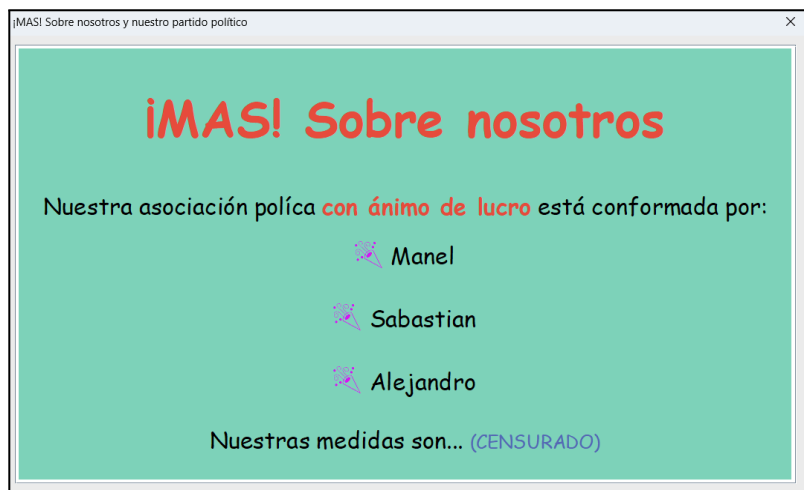 ¡MAS! Sobre nosotros y nuestro partido político
¡MAS! Sobre nosotros
Nuestra asociación políca con ánimo de lucro está conformada por:
Manel
Sabastian
Alejandro
Nuestras medidas son... (CENSURADO)